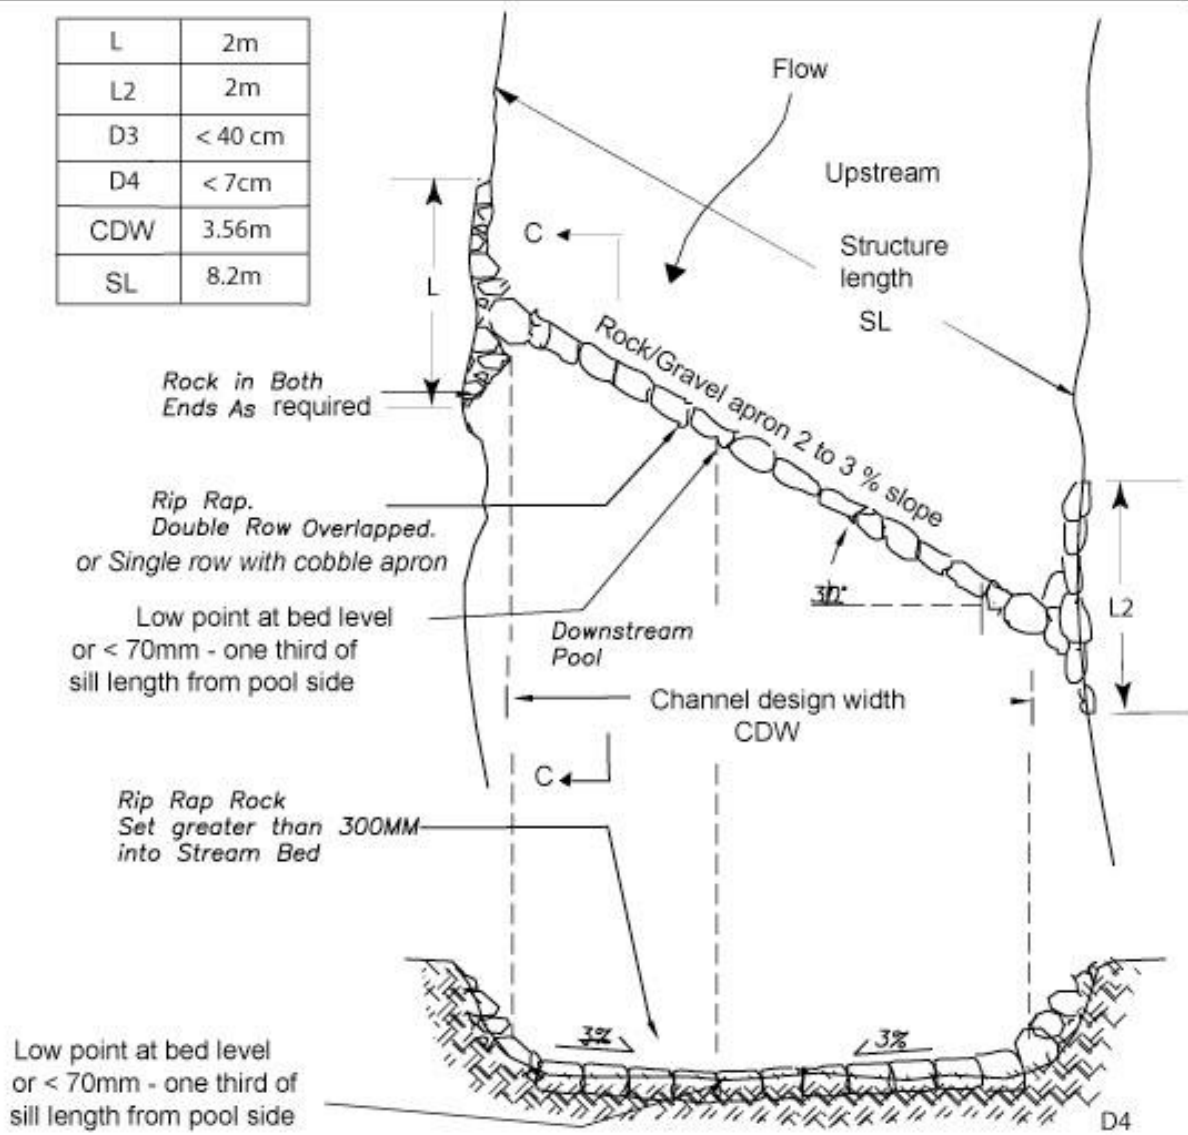 L 2m
L2 2m
D3 < 40 cm
D4 < 7cm
CDW 3.56m
SL 8.2m
Flow
Upstream
C
Structure
length
SL
L
Rock/Gravel apron 2 to 3 % slope
Rock in Both
Ends As required
Rip Rap.
Double Row Overlapped.
or Single row with cobble apron
30°
L2
Low point at bed level
or < 70mm - one third of
sill length from pool side
Downstream
Pool
Channel design width
CDW
C
Rip Rap Rock
Set greater than 300MM
into Stream Bed
3%
3%
Low point at bed level
or < 70mm - one third of
sill length from pool side
D4